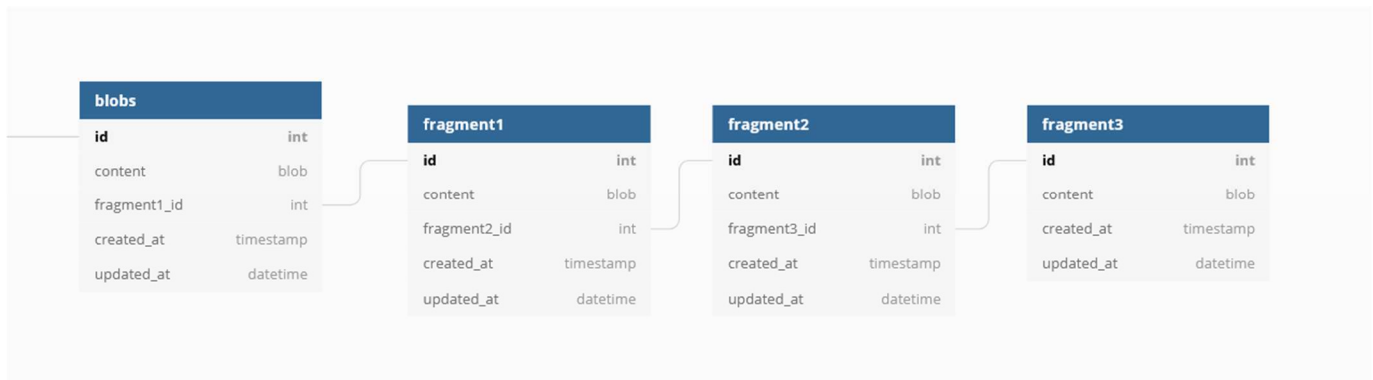 blobs
id int
content blob
fragment1_id int
created_at timestamp
updated_at datetime
fragment1
id int
content blob
fragment2_id int
created_at timestamp
updated_at datetime
fragment2
id int
content blob
fragment3_id int
created_at timestamp
updated_at datetime
fragment3
id int
content blob
created_at timestamp
updated_at datetime